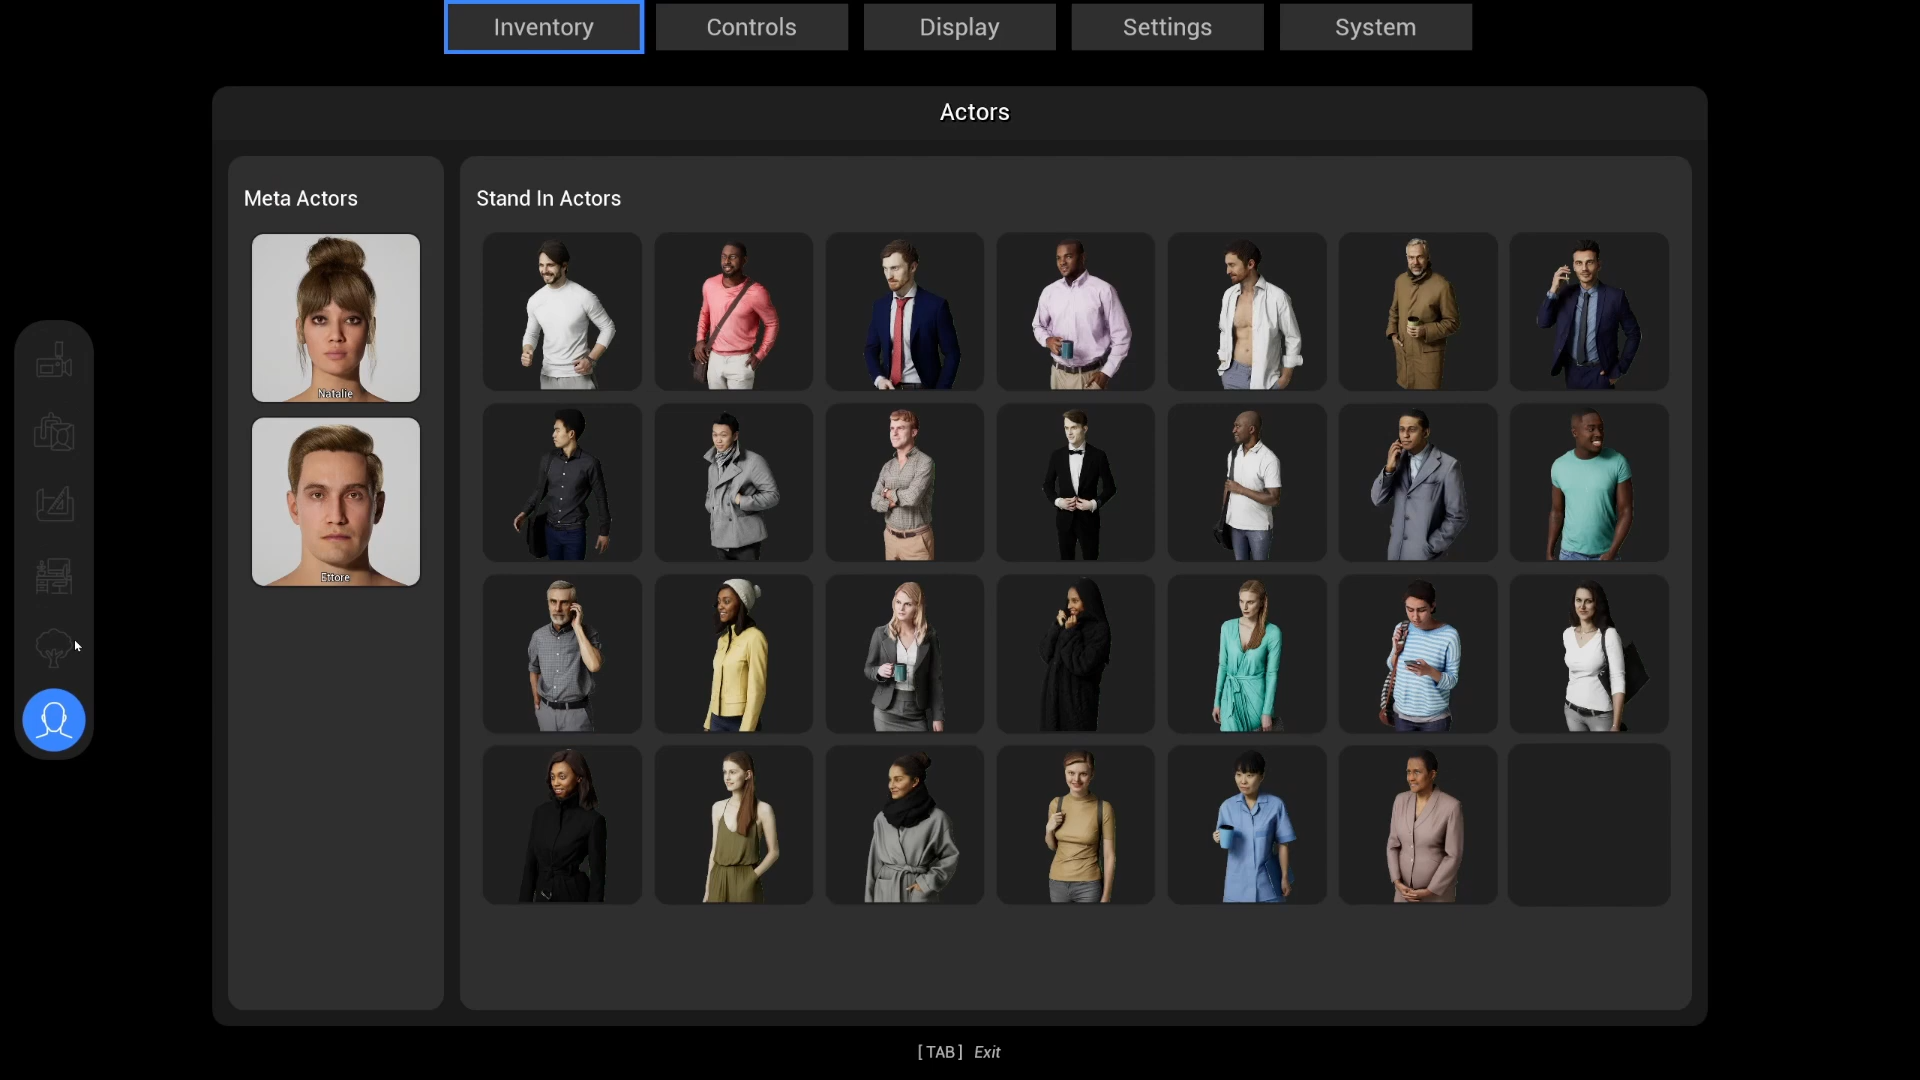 Inventory
Controls
Display
Settings
System
Actors
Meta Actors
Stand In Actors
Natalie
Ettore
[ TAB ] Exit